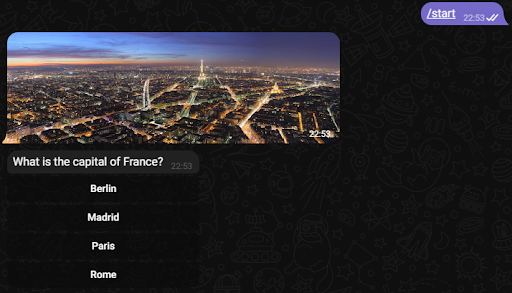 /start 22:53
22:53
What is the capital of France? 22:53
Berlin
Madrid
Paris
Rome